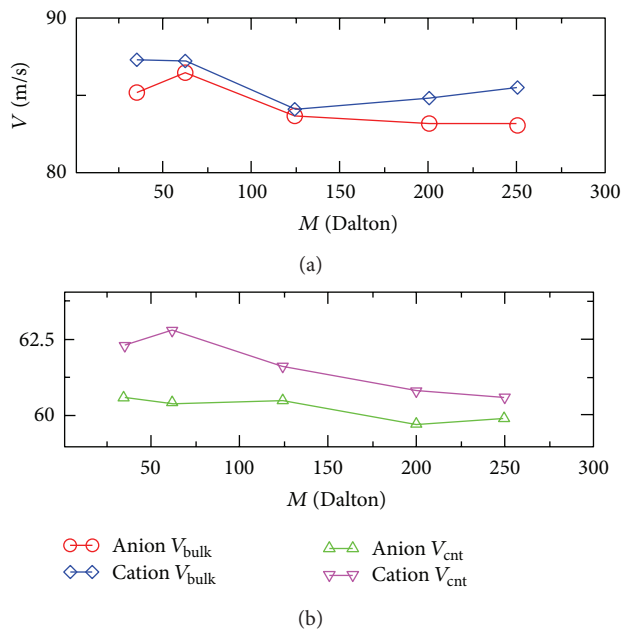 90
V (m/s)
80
0 50 100 150 200 250 300
M (Dalton)
(a)
62.5
60
50 100 150 200 250 300
M (Dalton)
Anion Vbulk
Anion Vcnt
Cation Vbulk
Cation Vcnt
(b)